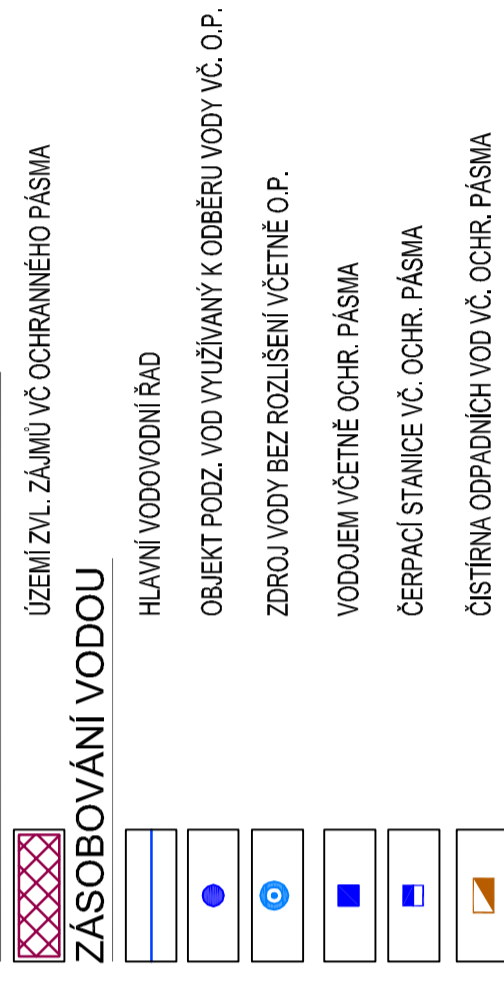 ÚZEMÍ ZVL. ZÁJMŮ VČ OCHRANNÉHO PÁSMA
ZÁSOBOVÁNÍ VODOU
HLAVNÍ VODOVODNÍ ŘAD
OBJEKT PODZ. VOD VYUŽÍVANÝ K ODBĚRU VODY VČ. O.P.
ZDROJ VODY BEZ ROZLIŠENÍ VČETNĚ O.P.
VODOJEM VČETNĚ OCHR. PÁSMA
ČERPACÍ STANICE VČ. OCHR. PÁSMA
ČISTÍRNA ODPADNÍCH VOD VČ. OCHR. PÁSMA